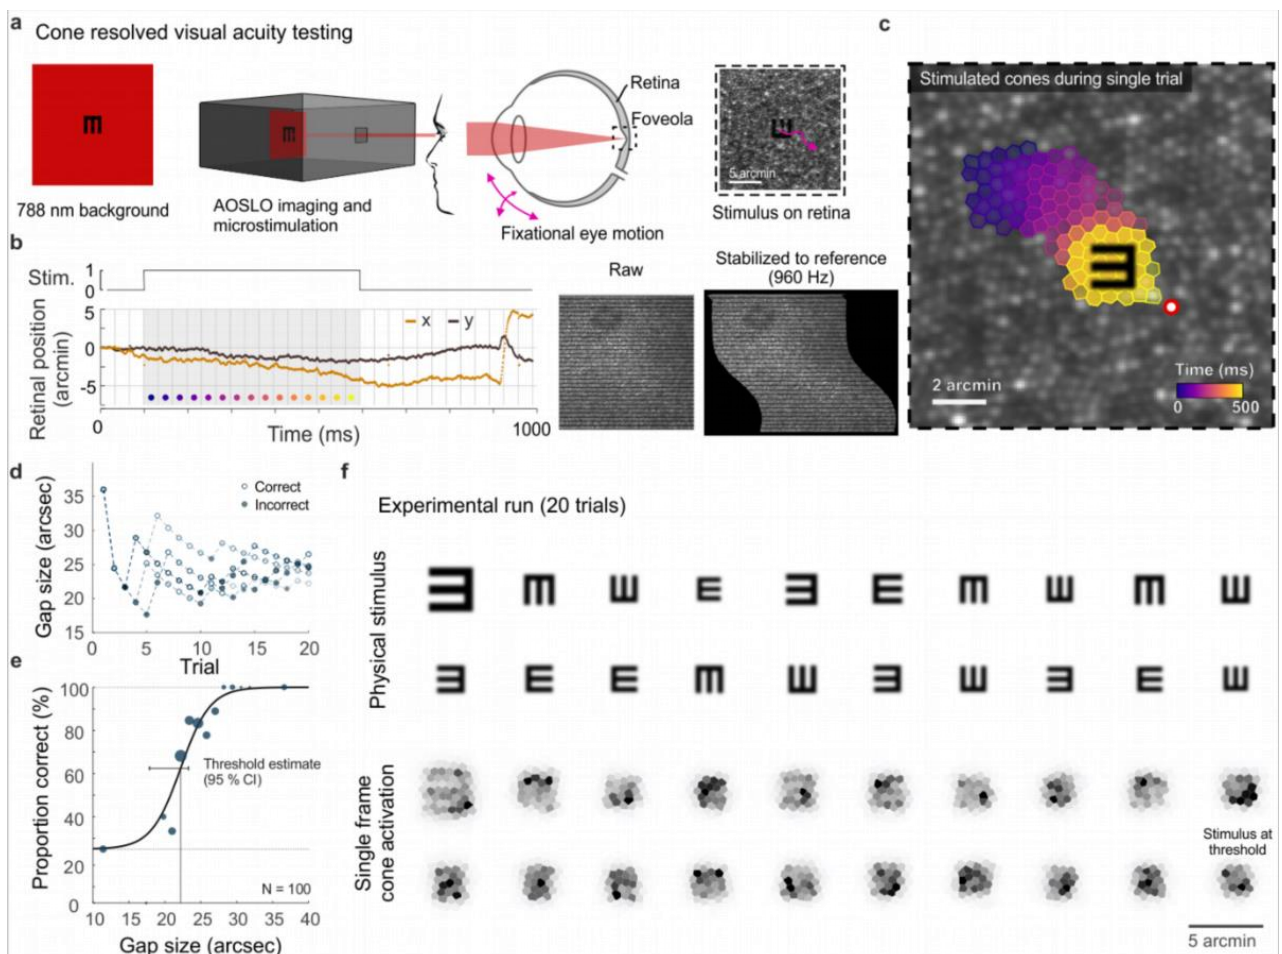 a
Cone resolved visual acuity testing
788 nm background
AOSLO imaging and
microstimulation
Retina
Foveola
Fixational eye motion
5 arcmin
Stimulus on retina
b
Stim.
1
0
Retinal position
(arcmin)
5
0
-5
x
y
0
Time (ms)
1000
Raw
Stabilized to reference
(960 Hz)
c
Stimulated cones during single trial
2 arcmin
Time (ms)
0
500
d
Gap size (arcsec)
35
30
25
20
15
0
5
10
15
20
Trial
Correct
Incorrect
e
Proportion correct (%)
100
80
60
40
20
0
Threshold estimate
(95 % CI)
N = 100
10
15
20
25
30
35
40
Gap size (arcsec)
f
Experimental run (20 trials)
Physical stimulus
Single frame
cone activation
Stimulus at
threshold
5 arcmin